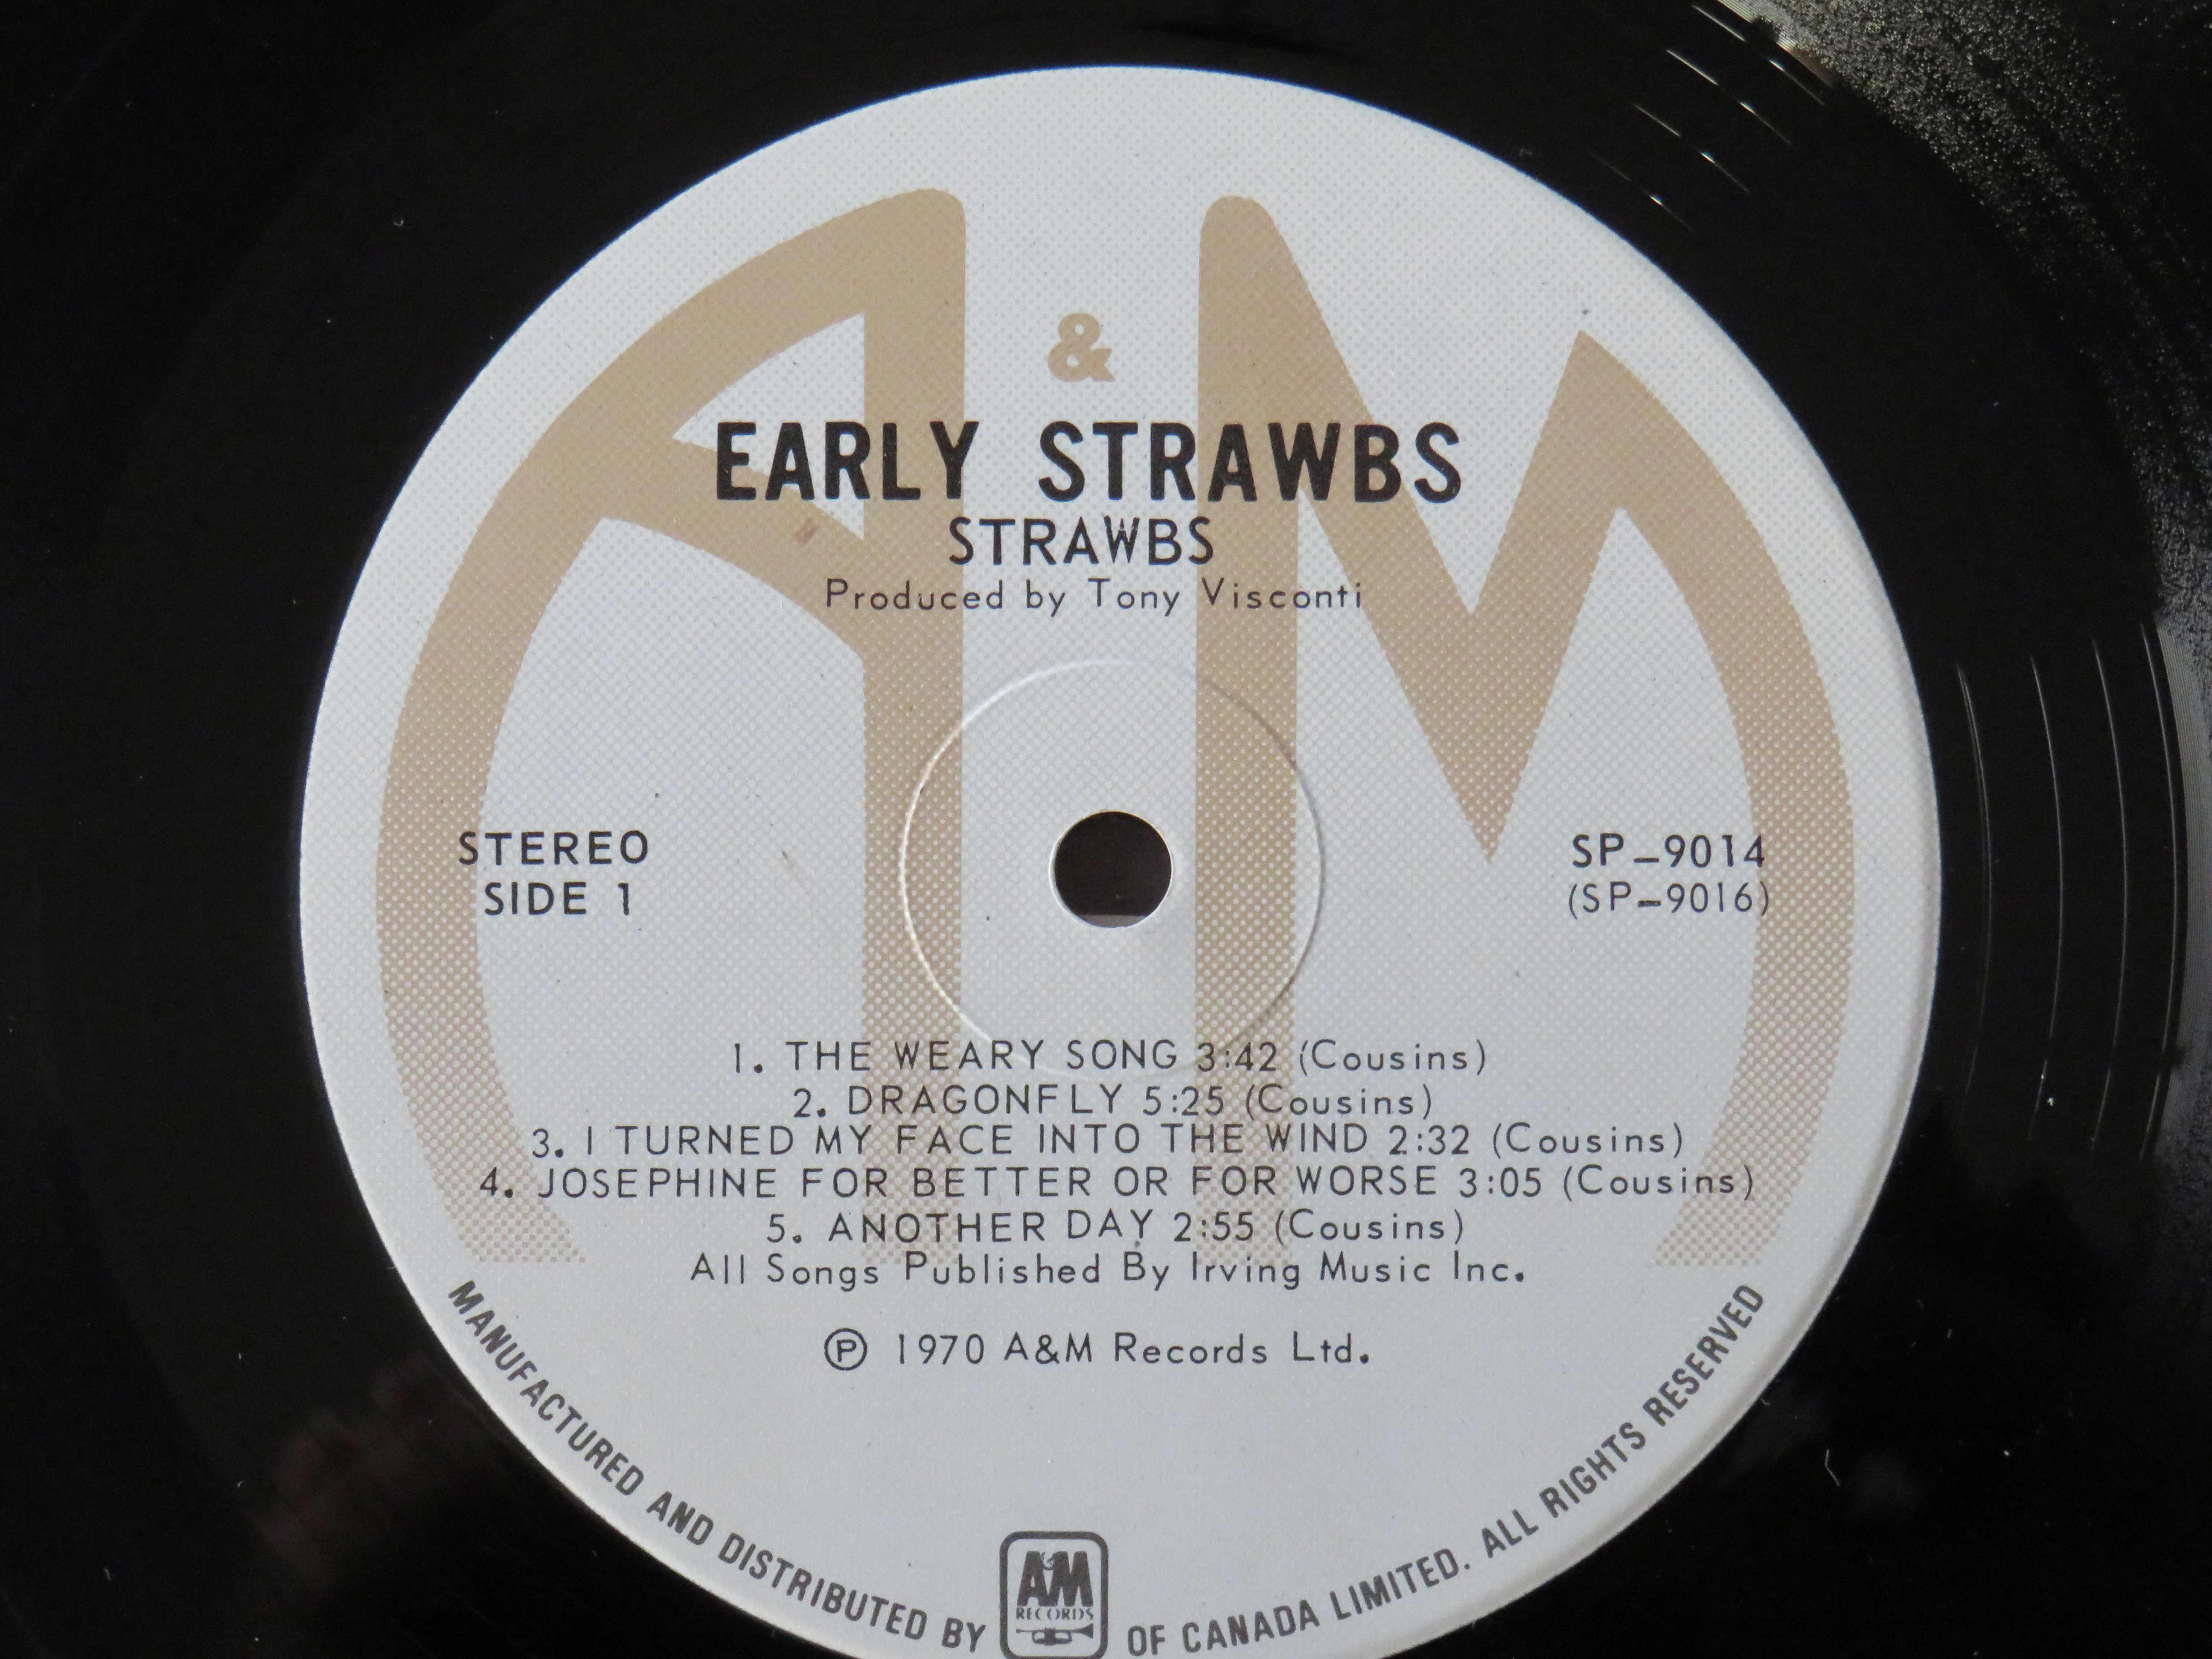 A & M
EARLY STRAWBS
STRAWBS
Produced by Tony Visconti
STEREO
SIDE 1
SP-9014
(SP-9016)
1. THE WEARY SONG 3:42 (Cousins)
2. DRAGONFLY 5:25 (Cousins)
3. I TURNED MY FACE INTO THE WIND 2:32 (Cousins)
4. JOSEPHINE FOR BETTER OR FOR WORSE 3:05 (Cousins)
5. ANOTHER DAY 2:55 (Cousins)
All Songs Published By Irving Music Inc.
Ⓟ 1970 A&M Records Ltd.
MANUFACTURED AND DISTRIBUTED BY A&M RECORDS OF CANADA LIMITED. ALL RIGHTS RESERVED